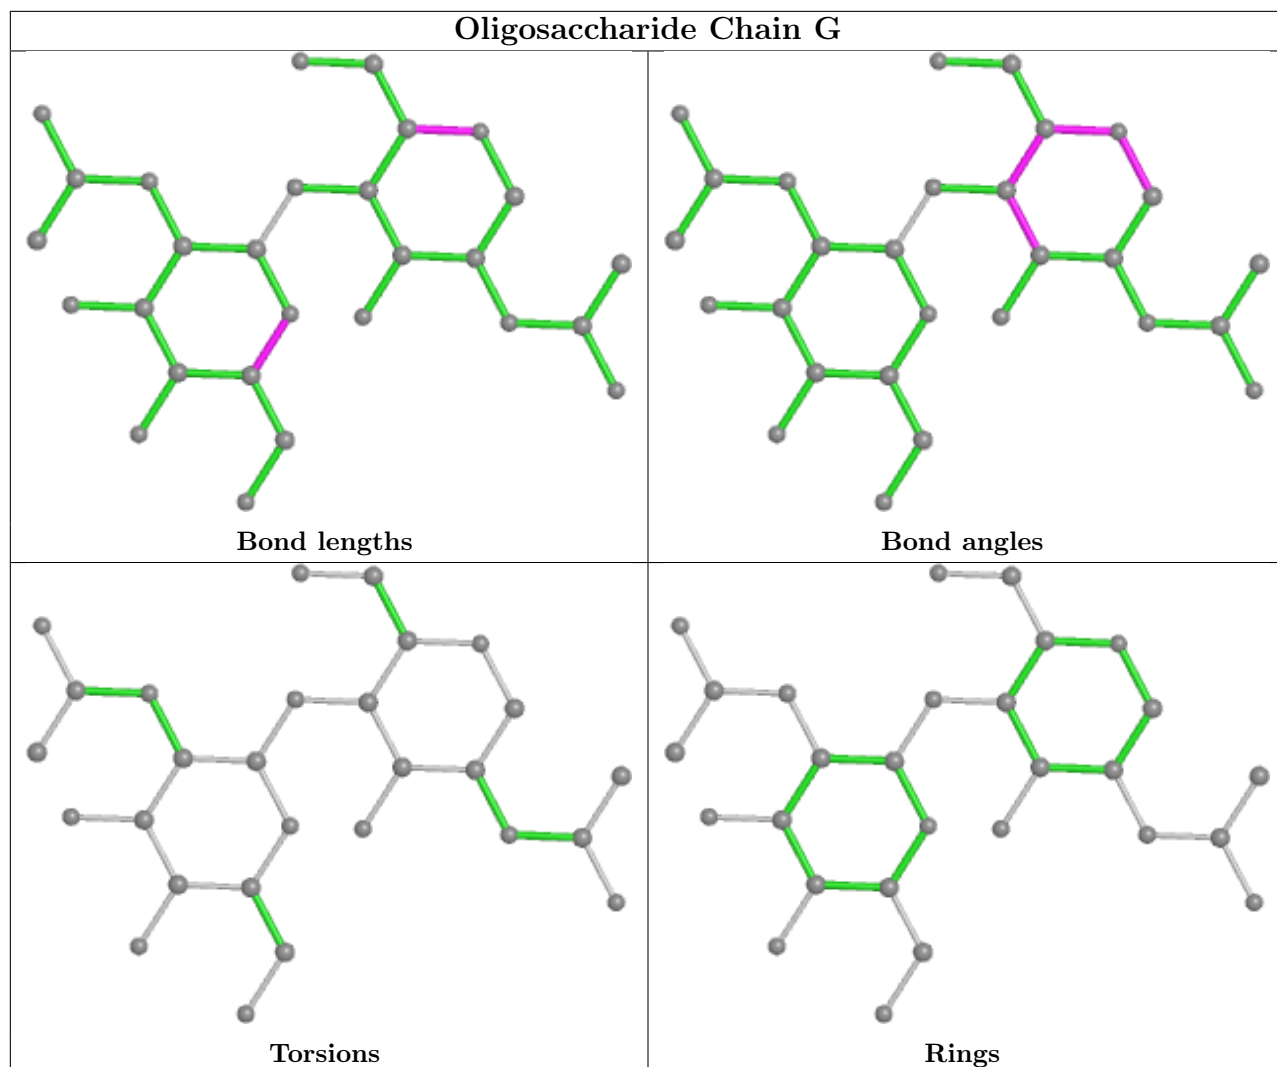 Oligosaccharide Chain G
Bond lengths
Bond angles
Torsions
Rings